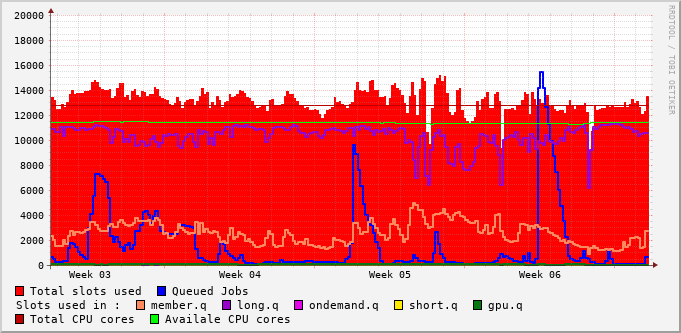 20000
18000
16000
14000
12000
10000
8000
6000
4000
2000
0
Week 03 Week 04 Week 05 Week 06
RRDTOOL / TOBI OETIKER
Total slots used Queued Jobs
Slots used in : member.q long.q ondemand.q short.q gpu.q
Total CPU cores Availale CPU cores